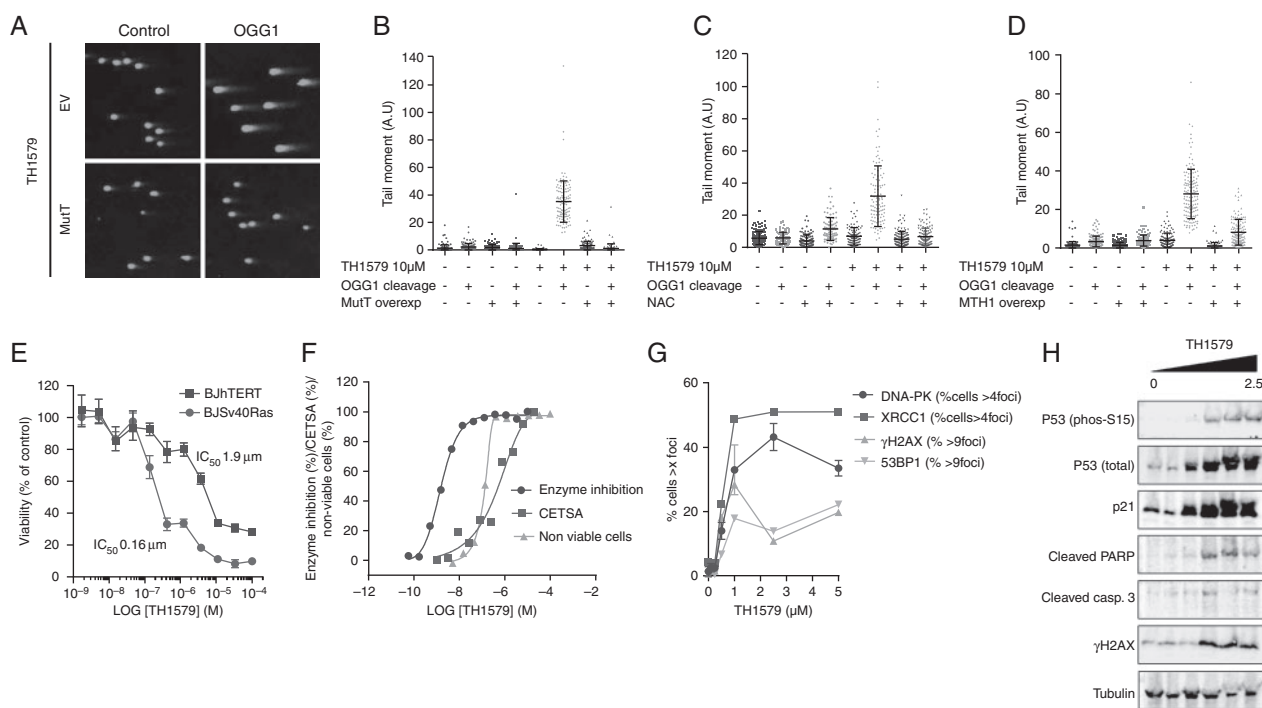 A
Control
OGG1
TH1579
EV
MutT
B
Tail moment (A.U)
140
120
100
80
60
40
20
0
TH1579 10µM - - - - + + + +
OGG1 cleavage - + - + - + - +
MutT overexp - - + + - - + +
C
Tail moment (A.U)
120
100
80
60
40
20
0
TH1579 10µM - - - - + + + +
OGG1 cleavage - + - + - + - +
NAC - - + + - - + +
D
Tail moment (A.U)
100
80
60
40
20
0
TH1579 10µM - - - - + + + +
OGG1 cleavage - + - + - + - +
MTH1 overexp - - + + - - + +
E
Viability (% of control)
120
100
80
60
40
20
0
BJhTERT
BJSv40Ras
IC50 1.9 µm
IC50 0.16 µm
10–9 10–8 10–7 10–6 10–5 10–4
LOG [TH1579] (M)
F
Enzyme inhibition (%)/CETSA (%)/
non-viable cells (%)
120
100
80
60
40
20
0
Enzyme inhibition
CETSA
Non viable cells
–12 –10 –8 –6 –4 –2
LOG [TH1579] (M)
G
% cells >x foci
60
40
20
0
0 1 2 3 4 5
TH1579 (µM)
DNA-PK (%cells >4foci)
XRCC1 (%cells>4foci)
γH2AX (% >9foci)
53BP1 (% >9foci)
H
TH1579
0 2.5
P53 (phos-S15)
P53 (total)
p21
Cleaved PARP
Cleaved casp. 3
γH2AX
Tubulin